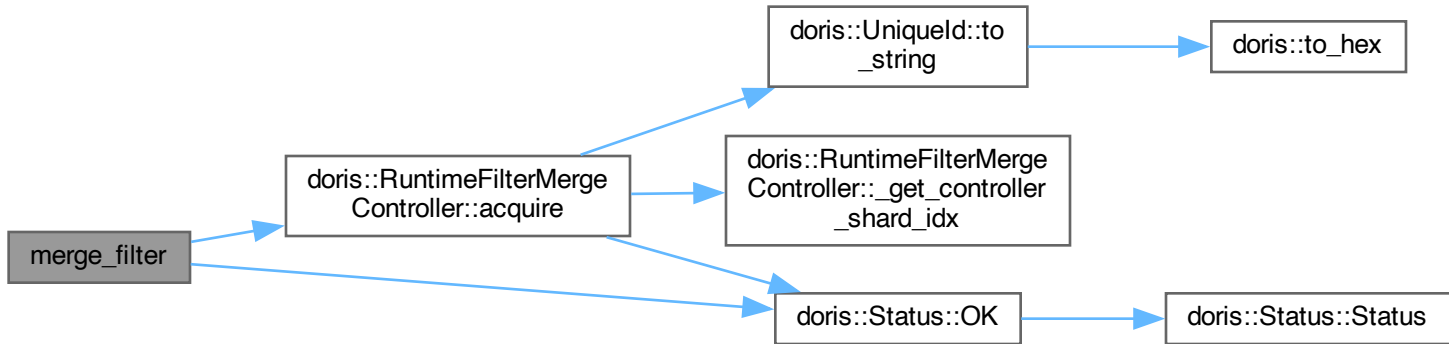 doris::UniqueId::to
_string
doris::to_hex
doris::RuntimeFilterMerge
Controller::acquire
doris::RuntimeFilterMerge
Controller::_get_controller
_shard_idx
merge_filter
doris::Status::OK
doris::Status::Status